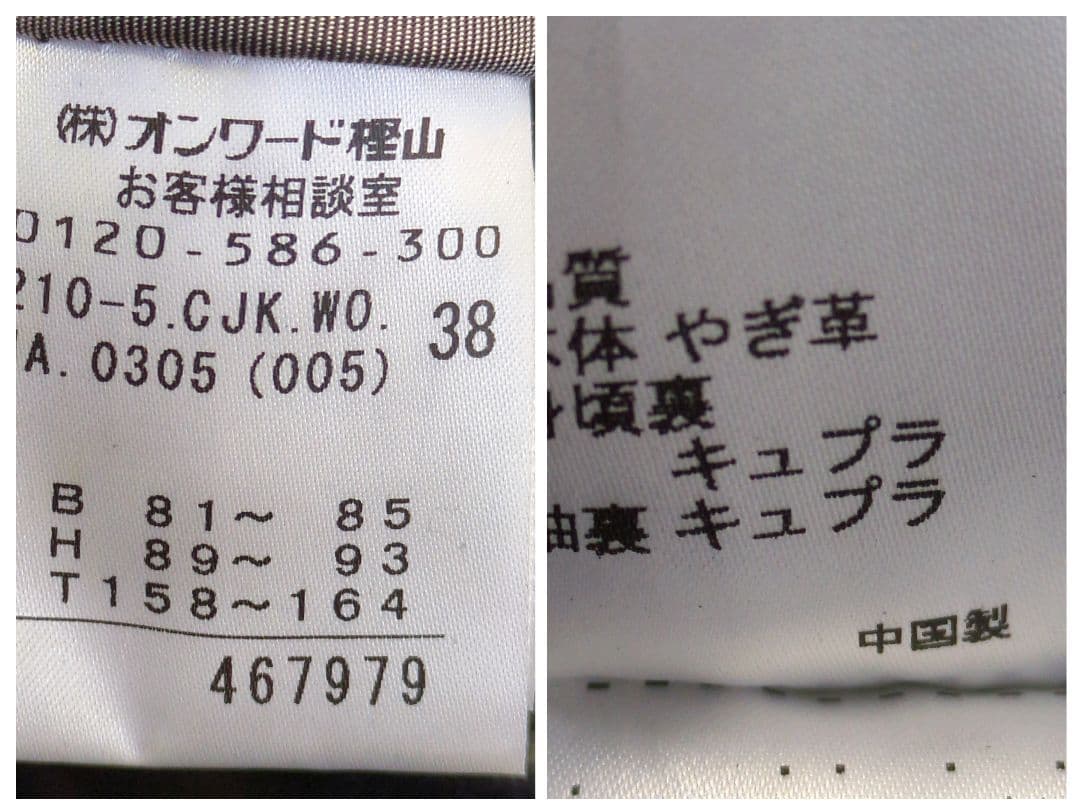 (株)オンワード樫山
お客様相談室
0120-586-300
210-5.CJK.WO.
A.0305(005)
38
B 81~ 85
H 89~ 93
T158~164
467979
質
体 やぎ革
身頃裏
キュプラ
袖裏 キュプラ
中国製